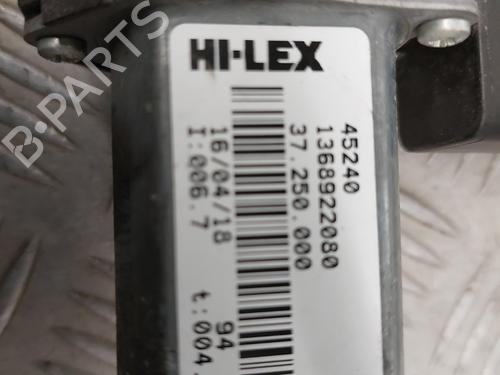 HI-LEX
45240
1368922080
37.250.000
16/04/18
94
I:006.7
t:004.
B-PARTS